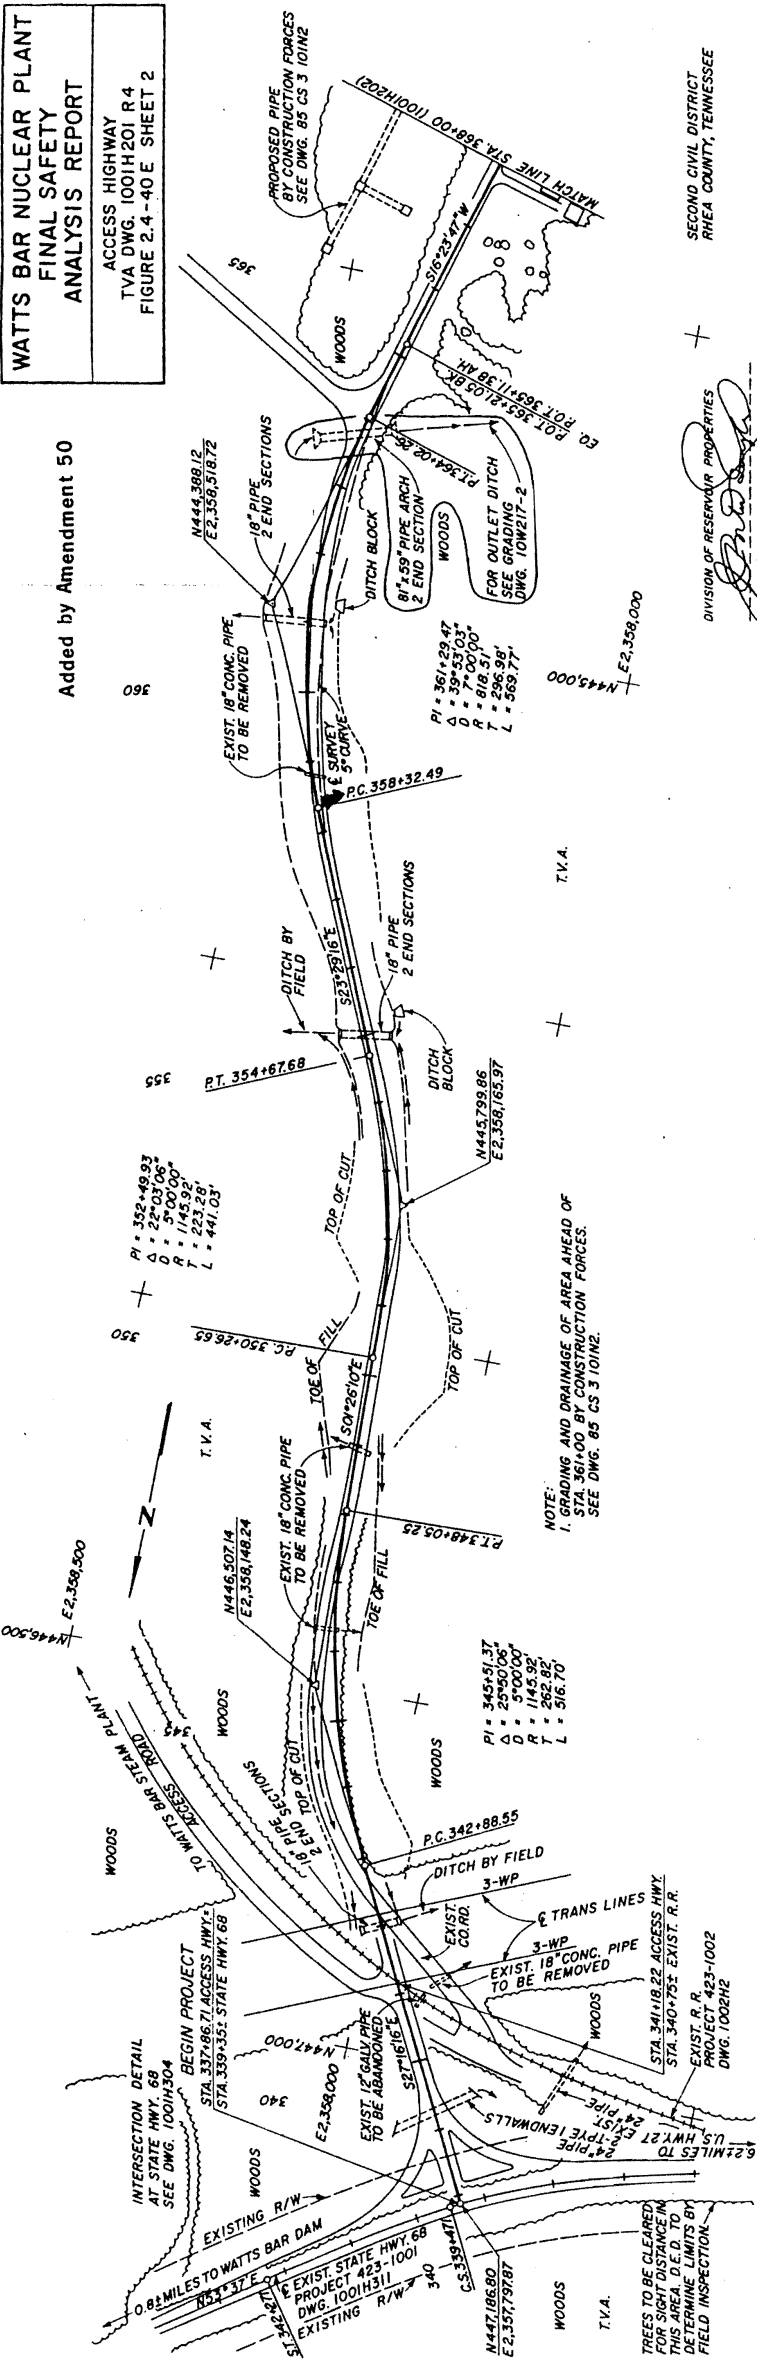 WATTS BAR NUCLEAR PLANT
FINAL SAFETY
ANALYSIS REPORT
ACCESS HIGHWAY
TVA DWG. 1001H201 R4
FIGURE 2.4-40E SHEET 2
Added by Amendment 50
PROPOSED PIPE
BY CONSTRUCTION FORCES
SEE DWG. 85 CS 3 101N2
MATCH LINE STA. 368+00 (1001H202)
S16°23'47"W
365
WOODS
SECOND CIVIL DISTRICT
RHEA COUNTY, TENNESSEE
EQ. P.O.T. 365+21.05 BK.
P.O.T. 365+11.38 AH.
P.T. 364+02.26
DIVISION OF RESERVOIR PROPERTIES
N444,388.12
E2,358,518.72
18" PIPE
2 END SECTIONS
DITCH BLOCK
81"x59" PIPE ARCH
2 END SECTION
WOODS
FOR OUTLET DITCH
SEE GRADING
DWG. 10W217-2
360
EXIST. 18" CONC. PIPE
TO BE REMOVED
℄ SURVEY
5° CURVE
P.C. 358+32.49
PI = 361+29.47
Δ = 39°53'03"
D = 7°00'00"
R = 818.51'
T = 296.98'
L = 569.77'
N445,000
E2,358,000
T.V.A.
DITCH BY
FIELD
S23°29'16"E
18" PIPE
2 END SECTIONS
DITCH
BLOCK
355
P.T. 354+67.68
N445,799.86
E2,358,165.97
PI = 352+49.93
Δ = 22°03'06"
D = 5°00'00"
R = 1145.92'
T = 223.28'
L = 441.03'
TOP OF CUT
350
P.C. 350+26.65
TOE OF FILL
S01°26'10"E
TOP OF CUT
NOTE:
1. GRADING AND DRAINAGE OF AREA AHEAD OF
STA. 361+00 BY CONSTRUCTION FORCES.
SEE DWG. 85 CS 3 101N2.
T.V.A.
N
EXIST. 18" CONC. PIPE
TO BE REMOVED
P.T. 348+05.25
N446,507.14
E2,358,148.24
TOE OF FILL
N446,500
E2,358,500
TO WATTS BAR STEAM PLANT
ACCESS ROAD
345
WOODS
WOODS
TOP OF CUT
18" PIPE
2 END SECTIONS
PI = 345+51.37
Δ = 25°50'06"
D = 5°00'00"
R = 1145.92'
T = 262.82'
L = 516.70'
WOODS
P.C. 342+88.55
DITCH BY FIELD
3-WP
EXIST.
CO. RD.
℄ TRANS LINES
3-WP
EXIST. 18" CONC. PIPE
TO BE REMOVED
BEGIN PROJECT
STA. 337+86.71 ACCESS HWY.=
STA. 339+35± STATE HWY. 68
INTERSECTION DETAIL
AT STATE HWY. 68
SEE DWG. 1001H304
N447,000
E2,358,000
340
EXIST. 12" GALV. PIPE
TO BE ABANDONED
S27°16'16"E
STA. 341+18.22 ACCESS HWY.
STA. 340+75± EXIST. R.R.
EXIST. R.R.
PROJECT 423-1002
DWG. 1002H2
WOODS
EXIST.
24" PIPE
24" PIPE
2-TPYE 1 ENDWALLS
6.2± MILES TO
U.S. HWY. 27
WOODS
EXISTING R/W
0.8± MILES TO WATTS BAR DAM
N53°37'E
S.T. 342+27
℄ EXIST. STATE HWY. 68
PROJECT 423-1001
DWG. 1001H311
EXISTING R/W
340
C.S. 339+47
N447,186.80
E2,357,797.87
WOODS
T.V.A.
TREES TO BE CLEARED
FOR SIGHT DISTANCE IN
THIS AREA. D.E.D. TO
DETERMINE LIMITS BY
FIELD INSPECTION.